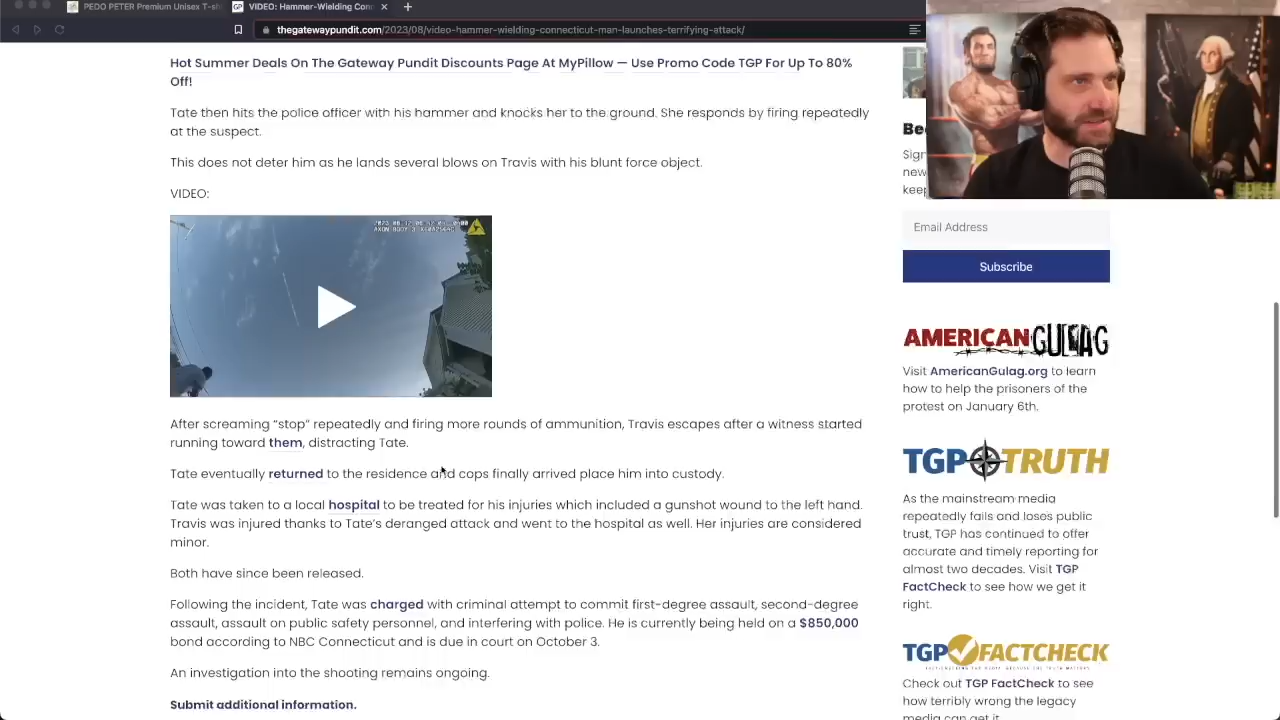 PEDO PETER Premium Unisex T-sh
GP VIDEO: Hammer-Wielding Conn
thegatewaypundit.com/2023/08/video-hammer-wielding-connecticut-man-launches-terrifying-attack/
Hot Summer Deals On The Gateway Pundit Discounts Page At MyPillow — Use Promo Code TGP For Up To 80%
Off!
Tate then hits the police officer with his hammer and knocks her to the ground. She responds by firing repeatedly
at the suspect.
This does not deter him as he lands several blows on Travis with his blunt force object.
VIDEO:
After screaming “stop” repeatedly and firing more rounds of ammunition, Travis escapes after a witness started
running toward them, distracting Tate.
Tate eventually returned to the residence and cops finally arrived place him into custody.
Tate was taken to a local hospital to be treated for his injuries which included a gunshot wound to the left hand.
Travis was injured thanks to Tate’s deranged attack and went to the hospital as well. Her injuries are considered
minor.
Both have since been released.
Following the incident, Tate was charged with criminal attempt to commit first-degree assault, second-degree
assault, assault on public safety personnel, and interfering with police. He is currently being held on a $850,000
bond according to NBC Connecticut and is due in court on October 3.
An investigation into the shooting remains ongoing.
Submit additional information.
Be
Sign
new
kee
Email Address
Subscribe
AMERICAN GULAG
Visit AmericanGulag.org to learn
how to help the prisoners of the
protest on January 6th.
TGP TRUTH
As the mainstream media
repeatedly fails and loses public
trust, TGP has continued to offer
accurate and timely reporting for
almost two decades. Visit TGP
FactCheck to see how we get it
right.
TGP FACTCHECK
Check out TGP FactCheck to see
how terribly wrong the legacy
media can get it